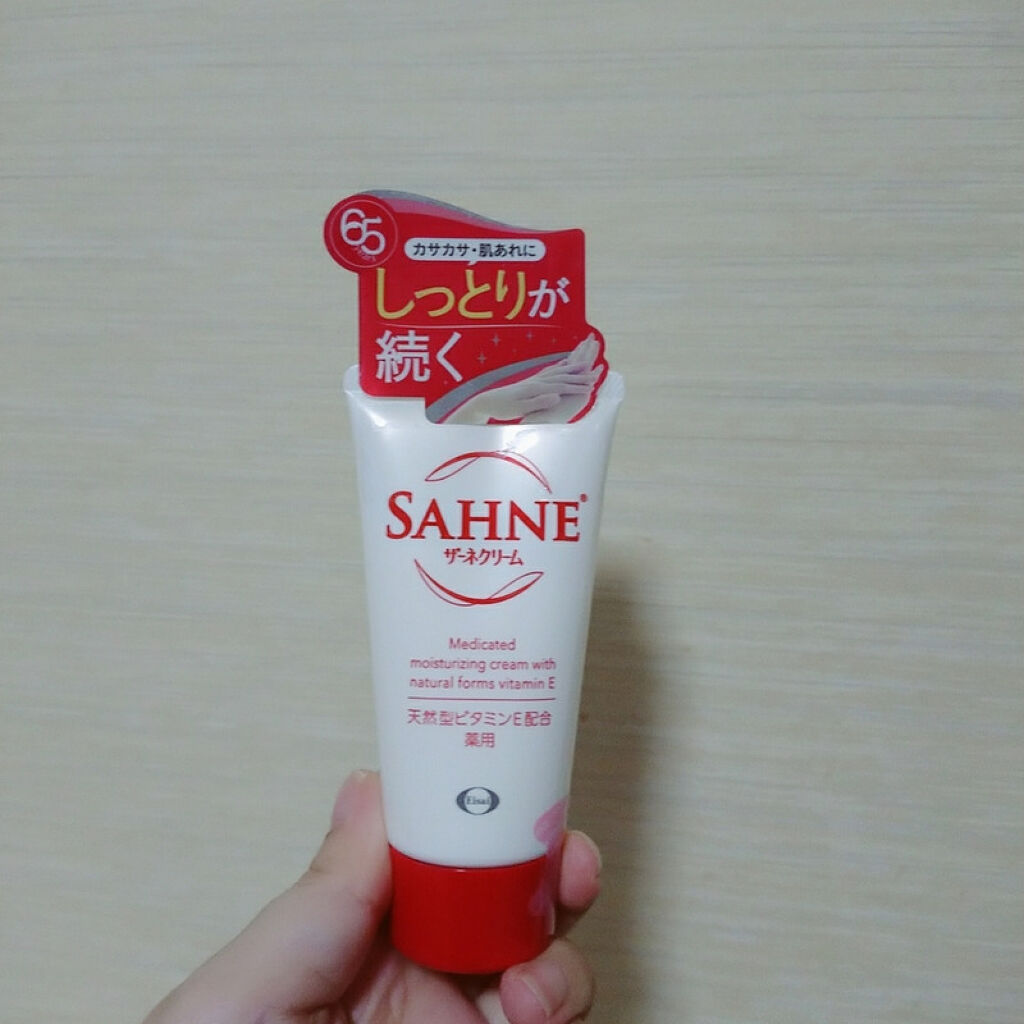 65
カサカサ・肌あれに
しっとりが
続く
SAHNE®
ザーネクリーム
Medicated
moisturizing cream with
natural forms vitamin E
天然型ビタミンE配合
薬用
Eisai